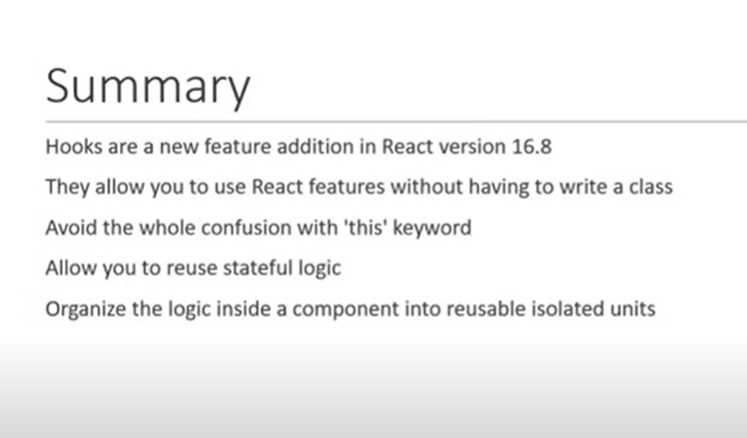 Summary
Hooks are a new feature addition in React version 16.8
They allow you to use React features without having to write a class
Avoid the whole confusion with 'this' keyword
Allow you to reuse stateful logic
Organize the logic inside a component into reusable isolated units